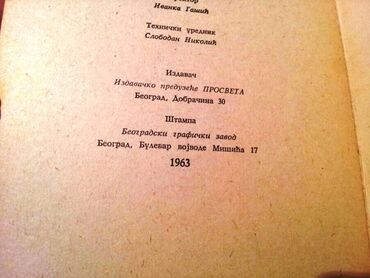 Иванка Гашић
Технички уредник
Слободан Николић
Издавач
Издавачко предузеће ПРОСВЕТА
Београд, Добрачина 30
Штампа
Београдски графички завод
Београд, Булевар војводе Мишића 17
1963